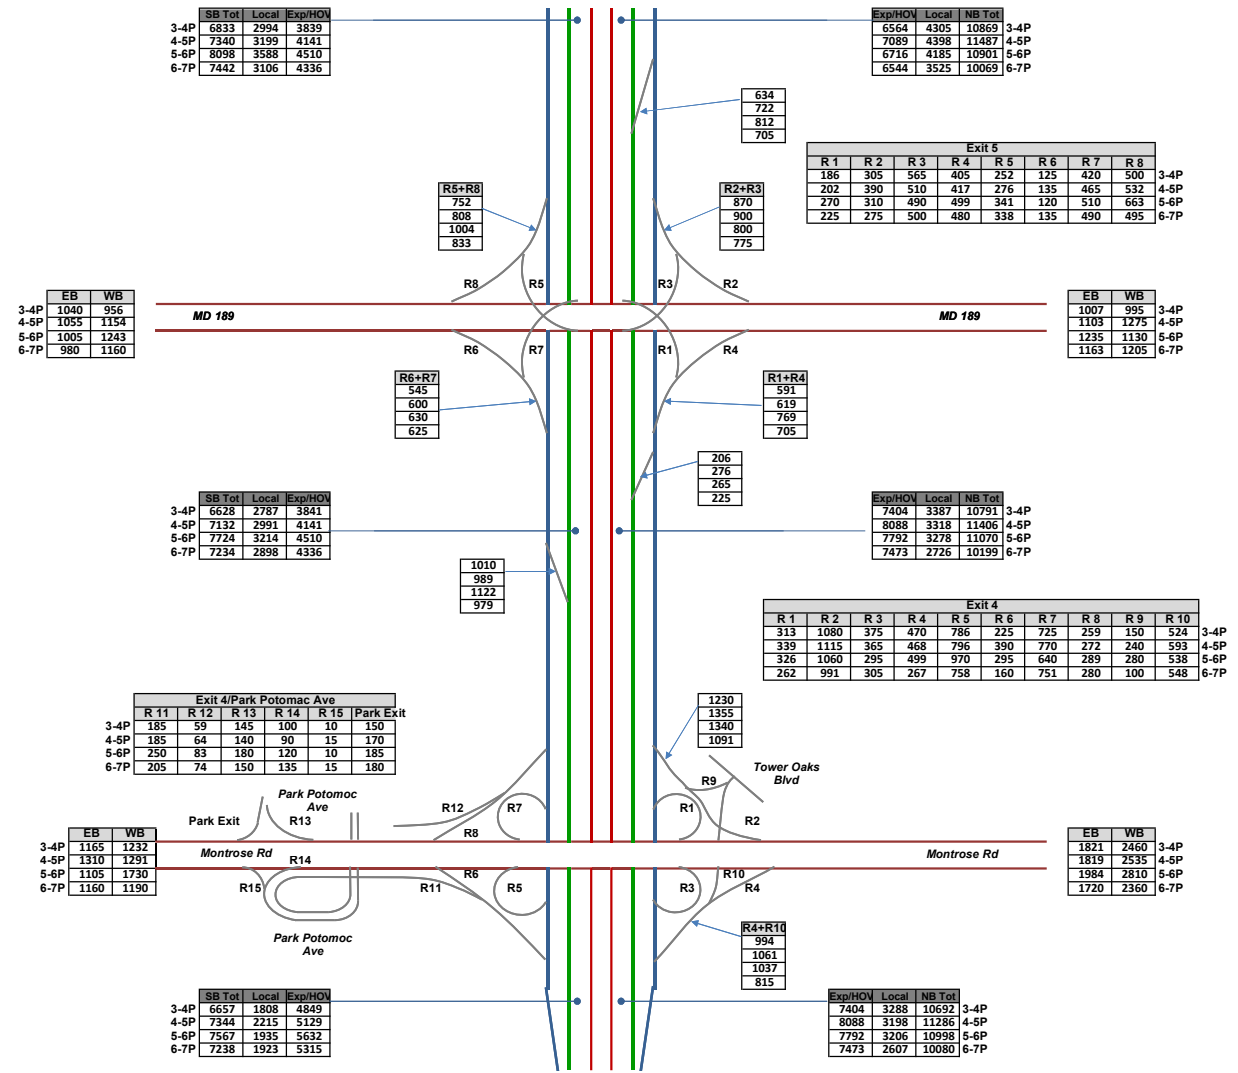 SB Tot Local Exp/HOV
3-4P 6833 2994 3839
4-5P 7340 3199 4141
5-6P 8098 3588 4510
6-7P 7442 3106 4336
Exp/HOV Local NB Tot
6564 4305 10869 3-4P
7089 4398 11487 4-5P
6716 4185 10901 5-6P
6544 3525 10069 6-7P
634
722
812
705
Exit 5
R 1 R 2 R 3 R 4 R 5 R 6 R 7 R 8
186 305 565 405 252 125 420 500 3-4P
202 390 510 417 276 135 465 532 4-5P
270 310 490 499 341 120 510 663 5-6P
225 275 500 480 338 135 490 495 6-7P
R5+R8
752
808
1004
833
R2+R3
870
900
800
775
R8 R5 R3 R2
EB WB
3-4P 1040 956
4-5P 1055 1154
5-6P 1005 1243
6-7P 980 1160
MD 189
MD 189
EB WB
1007 995 3-4P
1103 1275 4-5P
1235 1130 5-6P
1163 1205 6-7P
R6 R7 R1 R4
R6+R7
545
600
630
625
R1+R4
591
619
769
705
206
276
265
225
SB Tot Local Exp/HOV
3-4P 6628 2787 3841
4-5P 7132 2991 4141
5-6P 7724 3214 4510
6-7P 7234 2898 4336
Exp/HOV Local NB Tot
7404 3387 10791 3-4P
8088 3318 11406 4-5P
7792 3278 11070 5-6P
7473 2726 10199 6-7P
1010
989
1122
979
Exit 4
R 1 R 2 R 3 R 4 R 5 R 6 R 7 R 8 R 9 R 10
313 1080 375 470 786 225 725 259 150 524 3-4P
339 1115 365 468 796 390 770 272 240 593 4-5P
326 1060 295 499 970 295 640 289 280 538 5-6P
262 991 305 267 758 160 751 280 100 548 6-7P
Exit 4/Park Potomac Ave
R 11 R 12 R 13 R 14 R 15 Park Exit
3-4P 185 59 145 100 10 150
4-5P 185 64 140 90 15 170
5-6P 250 83 180 120 10 185
6-7P 205 74 150 135 15 180
1230
1355
1340
1091
Tower Oaks
Blvd
R9
Park Potomac
Ave
Park Exit R13 R12 R8 R7 R1 R2
EB WB
3-4P 1165 1232
4-5P 1310 1291
5-6P 1105 1730
6-7P 1160 1190
Montrose Rd
Montrose Rd
EB WB
1821 2460 3-4P
1819 2535 4-5P
1984 2810 5-6P
1720 2360 6-7P
R14
R15 R11 R6 R5 R3 R10 R4
Park Potomoc
Ave
R4+R10
994
1061
1037
815
SB Tot Local Exp/HOV
3-4P 6657 1808 4849
4-5P 7344 2215 5129
5-6P 7567 1935 5632
6-7P 7238 1923 5315
Exp/HOV Local NB Tot
7404 3288 10692 3-4P
8088 3198 11286 4-5P
7792 3206 10998 5-6P
7473 2607 10080 6-7P